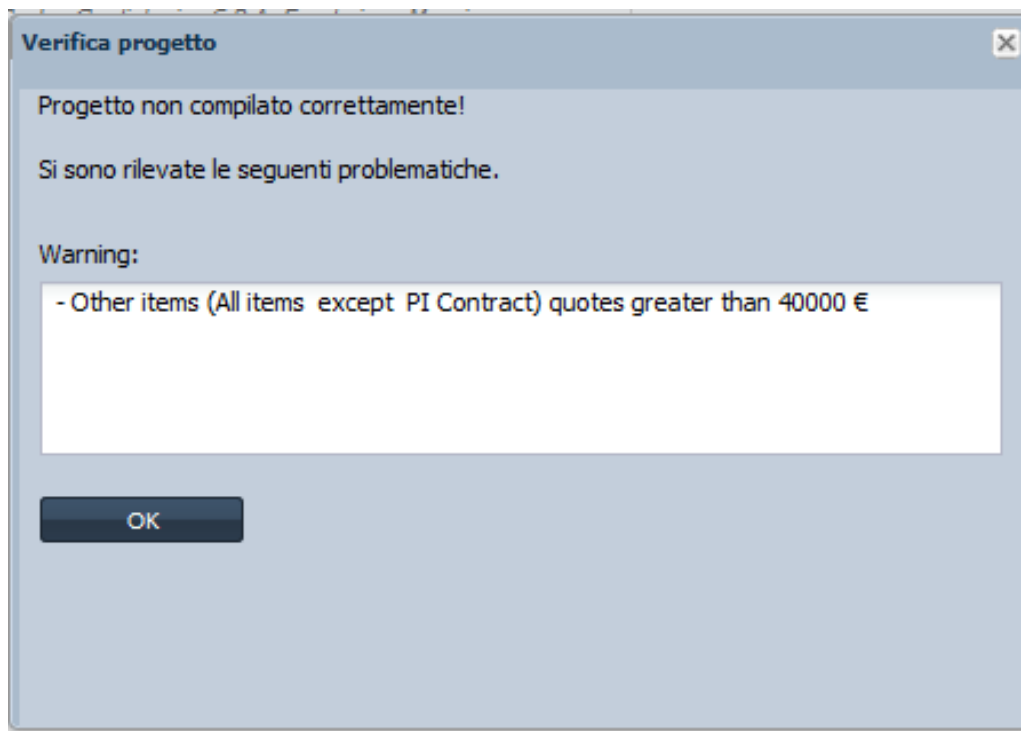 Verifica progetto
Progetto non compilato correttamente!
Si sono rilevate le seguenti problematiche.
Warning:
- Other items (All items  except  PI Contract) quotes greater than 40000 €
OK